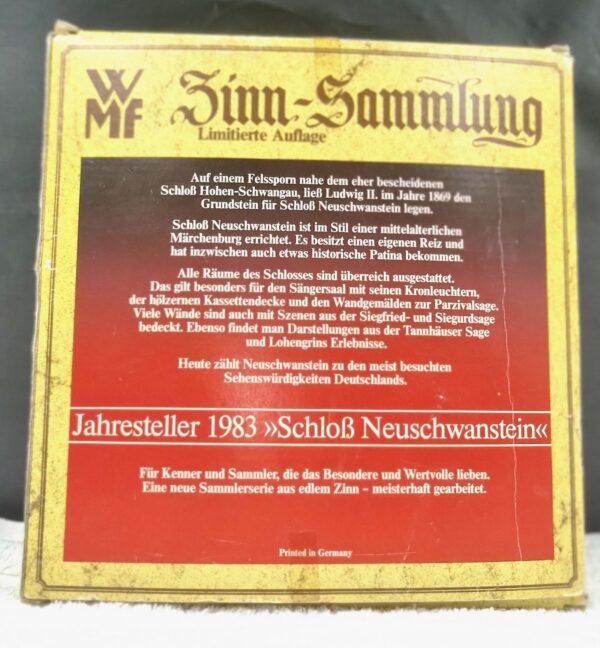 WMF
Zinn-Sammlung
Limitierte Auflage
Auf einem Felssporn nahe dem eher bescheidenen
Schloß Hohen-Schwangau, ließ Ludwig II. im Jahre 1869 den
Grundstein für Schloß Neuschwanstein legen.
Schloß Neuschwanstein ist im Stil einer mittelalterlichen
Märchenburg errichtet. Es besitzt einen eigenen Reiz und
hat inzwischen auch etwas historische Patina bekommen.
Alle Räume des Schlosses sind überreich ausgestattet.
Das gilt besonders für den Sängersaal mit seinen Kronleuchtern,
der hölzernen Kassettendecke und den Wandgemälden zur Parzivalsage.
Viele Wände sind auch mit Szenen aus der Siegfried- und Sigurdsage
bedeckt. Ebenso findet man Darstellungen aus der Tannhäuser Sage
und Lohengrins Erlebnisse.
Heute zählt Neuschwanstein zu den meist besuchten
Sehenswürdigkeiten Deutschlands.
Jahresteller 1983 »Schloß Neuschwanstein«
Für Kenner und Sammler, die das Besondere und Wertvolle lieben.
Eine neue Sammlerserie aus edlem Zinn – meisterhaft gearbeitet.
Printed in Germany